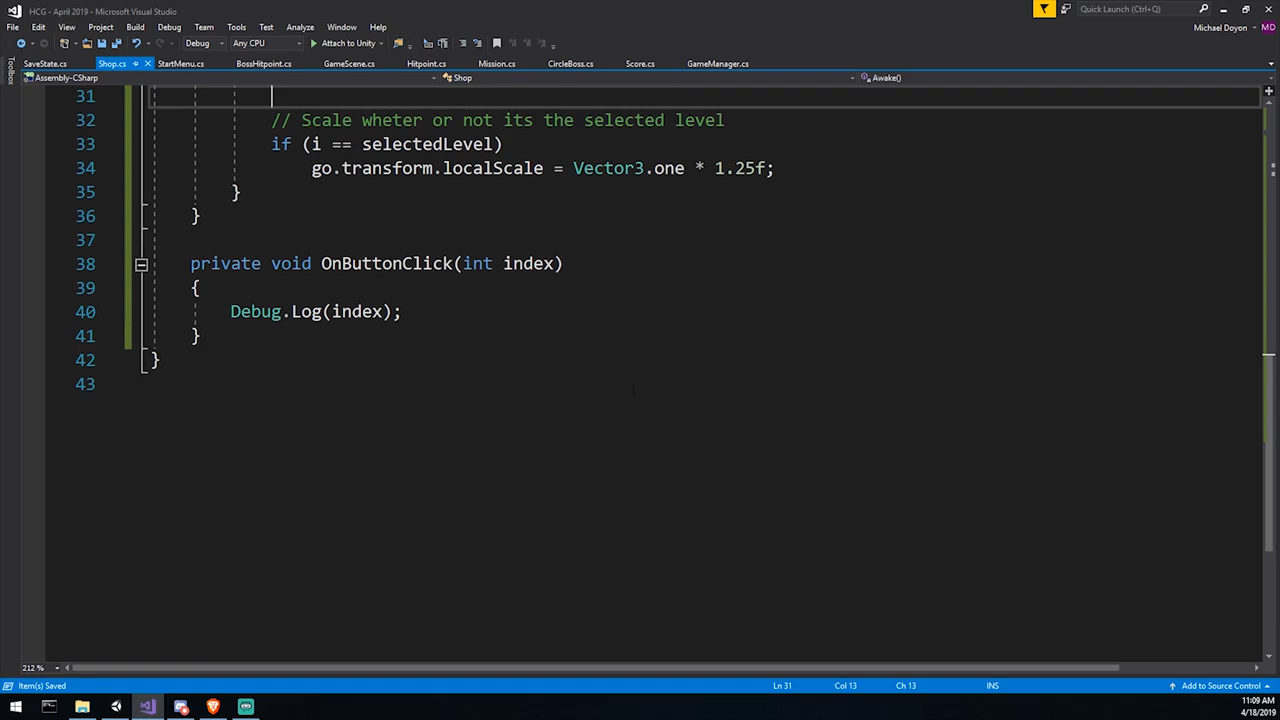 HCG - April 2019 - Microsoft Visual Studio
Quick Launch (Ctrl+Q)
File Edit View Project Build Debug Team Tools Test Analyze Window Help
Michael Doyon MD
Debug Any CPU Attach to Unity
SaveState.cs Shop.cs StartMenu.cs BossHitpoint.cs GameScene.cs Hitpoint.cs Mission.cs CircleBoss.cs Score.cs GameManager.cs
Toolbox
Assembly-CSharp Shop Awake()
31
32 // Scale wheter or not its the selected level
33 if (i == selectedLevel)
34 go.transform.localScale = Vector3.one * 1.25f;
35 }
36 }
37
38 private void OnButtonClick(int index)
39 {
40 Debug.Log(index);
41 }
42 }
43
212 %
Item(s) Saved Ln 31 Col 13 Ch 13 INS Add to Source Control
11:09 AM
4/18/2019